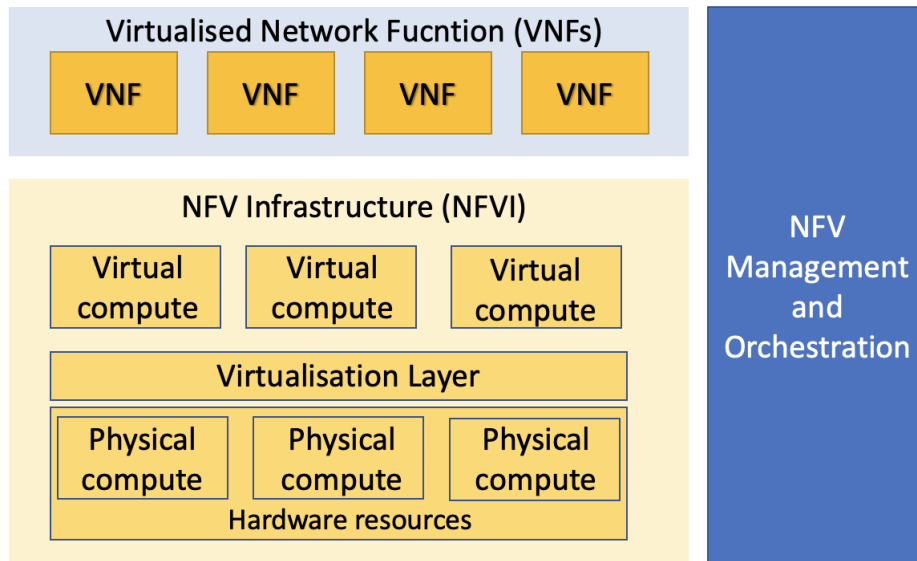 Virtualised Network Fucntion (VNFs)
VNF VNF VNF VNF
NFV Infrastructure (NFVI)
Virtual Virtual Virtual
compute compute compute
Virtualisation Layer
Physical Physical Physical
compute compute compute
Hardware resources
NFV
Management
and
Orchestration